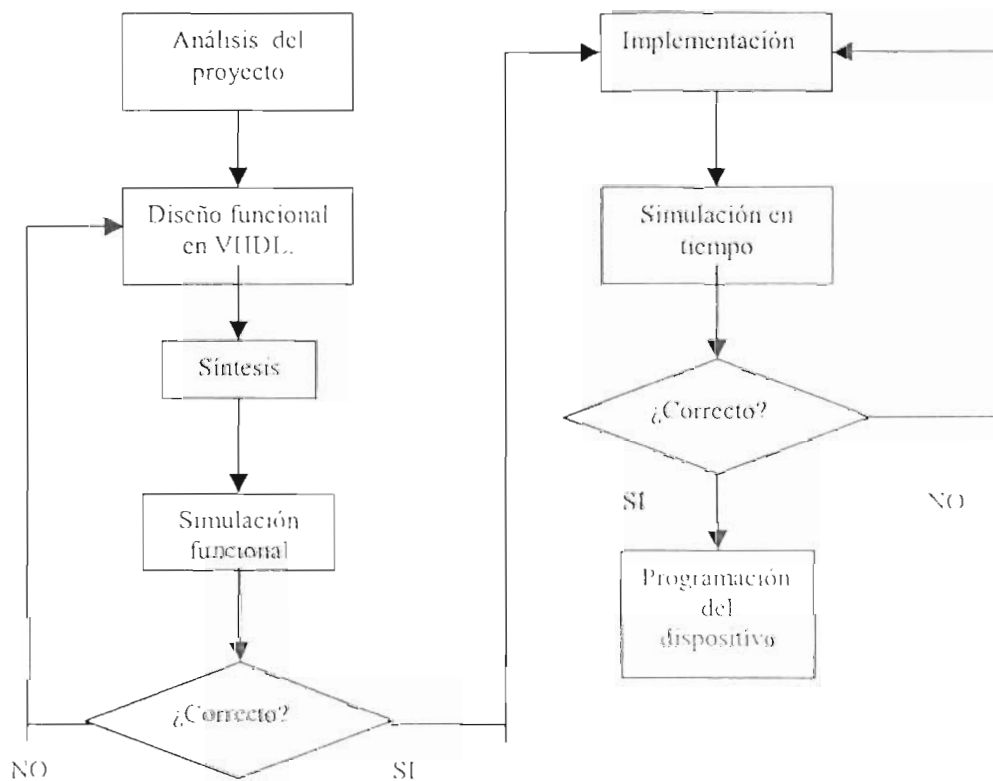 Análisis del
proyecto
Diseño funcional
en VHDL.
Síntesis
Simulación
funcional
¿Correcto?
NO
SI
Implementación
Simulación en
tiempo
¿Correcto?
SI
NO
Programación
del
dispositivo